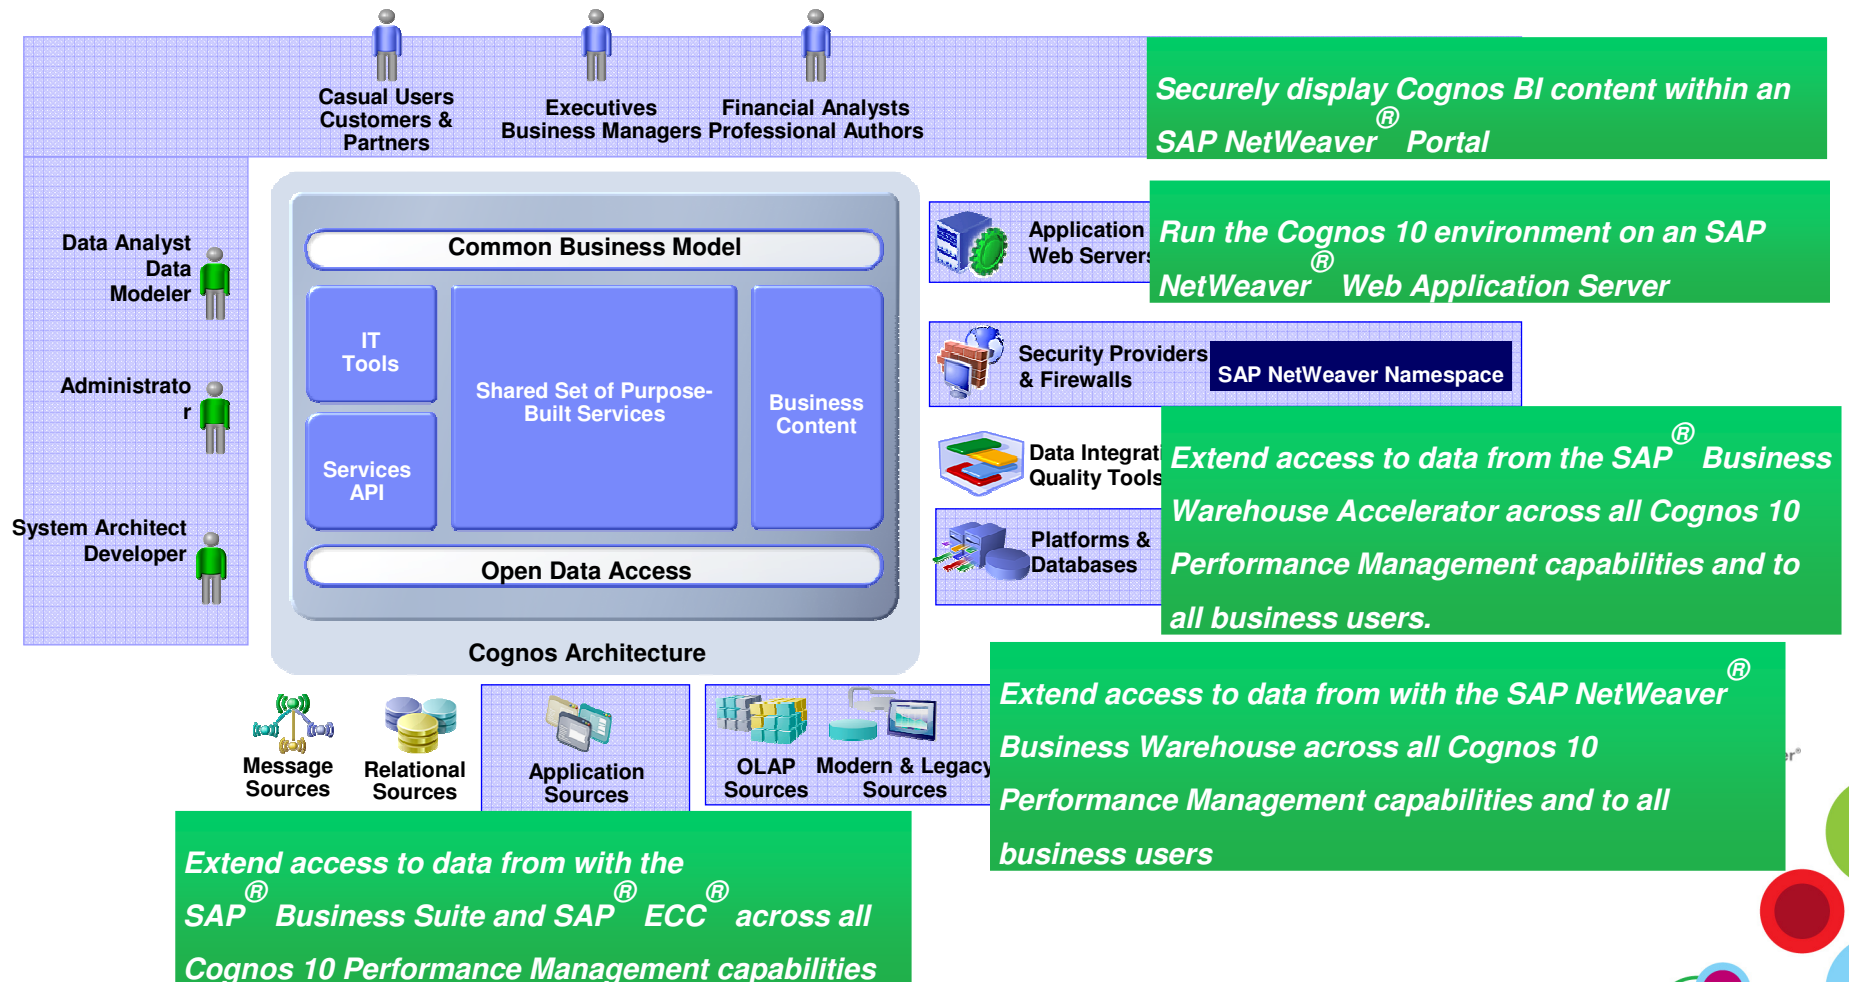 Casual Users
Customers &
Partners
Executives
Business Managers
Financial Analysts
Professional Authors
Securely display Cognos BI content within an
SAP NetWeaver® Portal
Data Analyst
Data
Modeler
Administrato
r
System Architect
Developer
Common Business Model
IT
Tools
Services
API
Shared Set of Purpose-
Built Services
Business
Content
Open Data Access
Cognos Architecture
Application
Web Servers
Run the Cognos 10 environment on an SAP
NetWeaver® Web Application Server
Security Providers
& Firewalls
SAP NetWeaver Namespace
Data Integrati
Quality Tools
Extend access to data from the SAP® Business
Warehouse Accelerator across all Cognos 10
Performance Management capabilities and to
all business users.
Platforms &
Databases
Message
Sources
Relational
Sources
Application
Sources
OLAP
Sources
Modern & Legacy
Sources
Extend access to data from with the SAP NetWeaver®
Business Warehouse across all Cognos 10
Performance Management capabilities and to all
business users
Extend access to data from with the
SAP® Business Suite and SAP® ECC® across all
Cognos 10 Performance Management capabilities